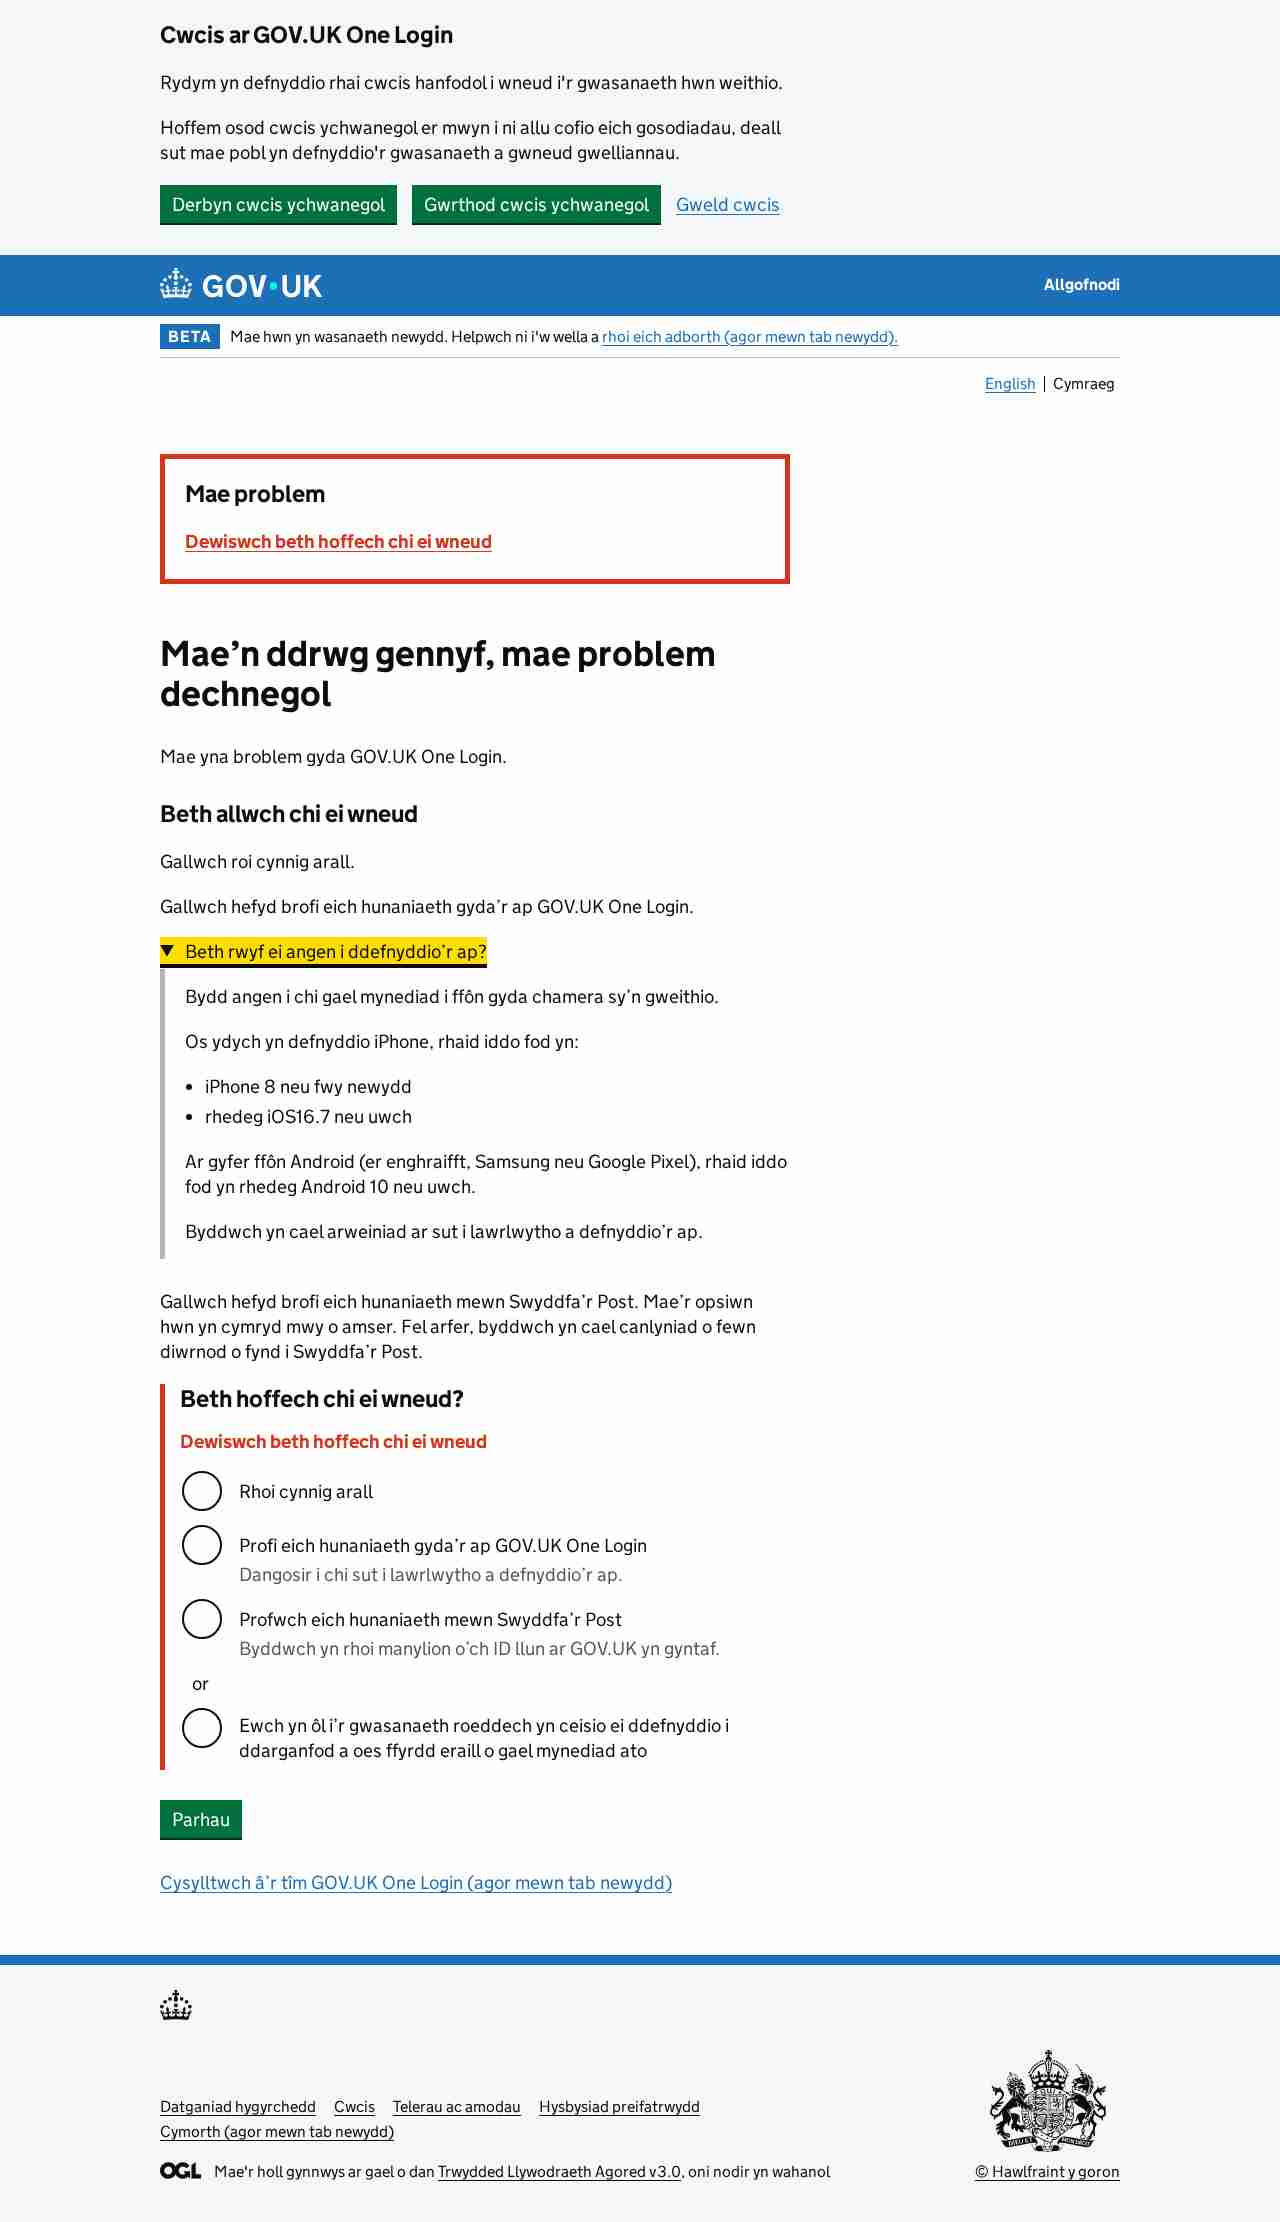 Cwcis ar GOV.UK One Login
Rydym yn defnyddio rhai cwcis hanfodol i wneud i'r gwasanaeth hwn weithio.
Hoffem osod cwcis ychwanegol er mwyn i ni allu cofio eich gosodiadau, deall
sut mae pobl yn defnyddio'r gwasanaeth a gwneud gwelliannau.
Derbyn cwcis ychwanegol Gwrthod cwcis ychwanegol Gweld cwcis
GOV·UK Allgofnodi
BETA Mae hwn yn wasanaeth newydd. Helpwch ni i'w wella a rhoi eich adborth (agor mewn tab newydd).
English Cymraeg
Mae problem
Dewiswch beth hoffech chi ei wneud
Mae’n ddrwg gennyf, mae problem
dechnegol
Mae yna broblem gyda GOV.UK One Login.
Beth allwch chi ei wneud
Gallwch roi cynnig arall.
Gallwch hefyd brofi eich hunaniaeth gyda’r ap GOV.UK One Login.
Beth rwyf ei angen i ddefnyddio’r ap?
Bydd angen i chi gael mynediad i ffôn gyda chamera sy’n gweithio.
Os ydych yn defnyddio iPhone, rhaid iddo fod yn:
• iPhone 8 neu fwy newydd
• rhedeg iOS16.7 neu uwch
Ar gyfer ffôn Android (er enghraifft, Samsung neu Google Pixel), rhaid iddo
fod yn rhedeg Android 10 neu uwch.
Byddwch yn cael arweiniad ar sut i lawrlwytho a defnyddio’r ap.
Gallwch hefyd brofi eich hunaniaeth mewn Swyddfa’r Post. Mae’r opsiwn
hwn yn cymryd mwy o amser. Fel arfer, byddwch yn cael canlyniad o fewn
diwrnod o fynd i Swyddfa’r Post.
Beth hoffech chi ei wneud?
Dewiswch beth hoffech chi ei wneud
Rhoi cynnig arall
Profi eich hunaniaeth gyda’r ap GOV.UK One Login
Dangosir i chi sut i lawrlwytho a defnyddio’r ap.
Profwch eich hunaniaeth mewn Swyddfa’r Post
Byddwch yn rhoi manylion o’ch ID llun ar GOV.UK yn gyntaf.
or
Ewch yn ôl i’r gwasanaeth roeddech yn ceisio ei ddefnyddio i
ddarganfod a oes ffyrdd eraill o gael mynediad ato
Parhau
Cysylltwch â’r tîm GOV.UK One Login (agor mewn tab newydd)
Datganiad hygyrchedd Cwcis Telerau ac amodau Hysbysiad preifatrwydd
Cymorth (agor mewn tab newydd)
OGL Mae'r holl gynnwys ar gael o dan Trwydded Llywodraeth Agored v3.0, oni nodir yn wahanol
© Hawlfraint y goron